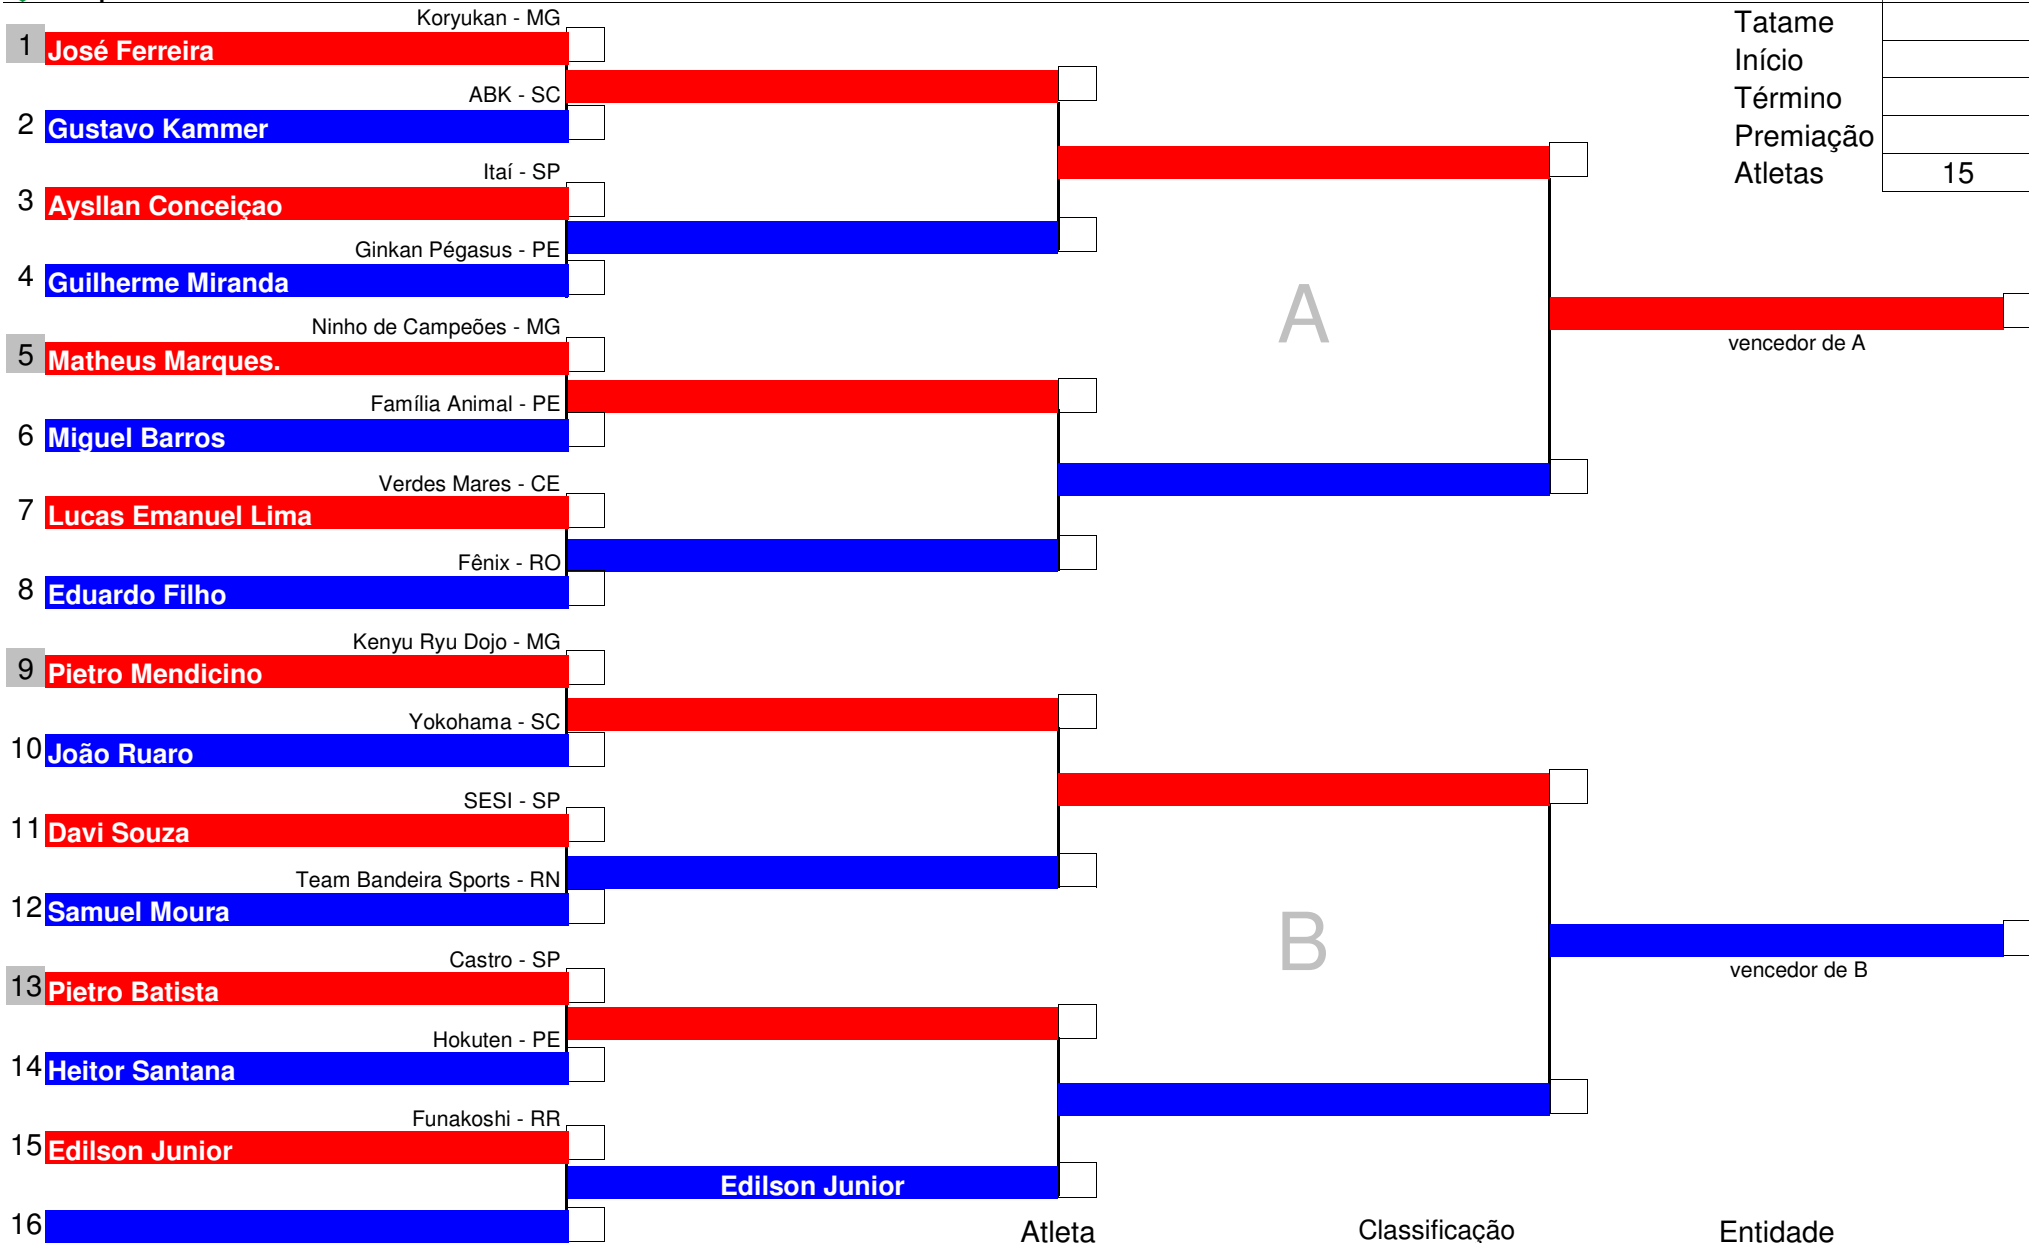 Koryukan - MG
1 José Ferreira
ABK - SC
2 Gustavo Kammer
Itaí - SP
3 Aysllan Conceiçao
Ginkan Pégasus - PE
4 Guilherme Miranda
Ninho de Campeões - MG
5 Matheus Marques.
Família Animal - PE
6 Miguel Barros
Verdes Mares - CE
7 Lucas Emanuel Lima
Fênix - RO
8 Eduardo Filho
Kenyu Ryu Dojo - MG
9 Pietro Mendicino
Yokohama - SC
10 João Ruaro
SESI - SP
11 Davi Souza
Team Bandeira Sports - RN
12 Samuel Moura
Castro - SP
13 Pietro Batista
Hokuten - PE
14 Heitor Santana
Funakoshi - RR
15 Edilson Junior
16
Edilson Junior
A
B
vencedor de A
vencedor de B
Tatame
Início
Término
Premiação
Atletas 15
Atleta Classificação Entidade